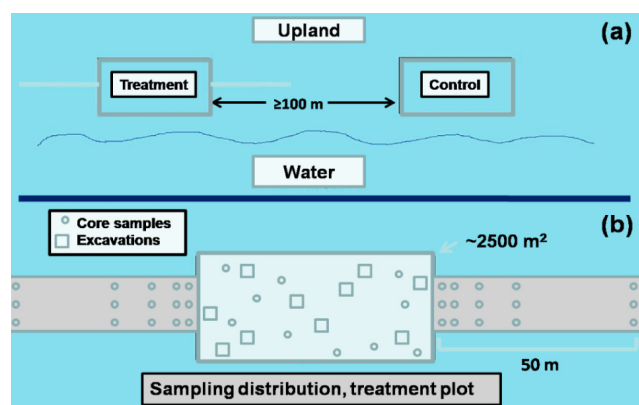 Upland
(a)
Treatment
Control
≥100 m
Water
Core samples
Excavations
(b)
~2500 m²
50 m
Sampling distribution, treatment plot